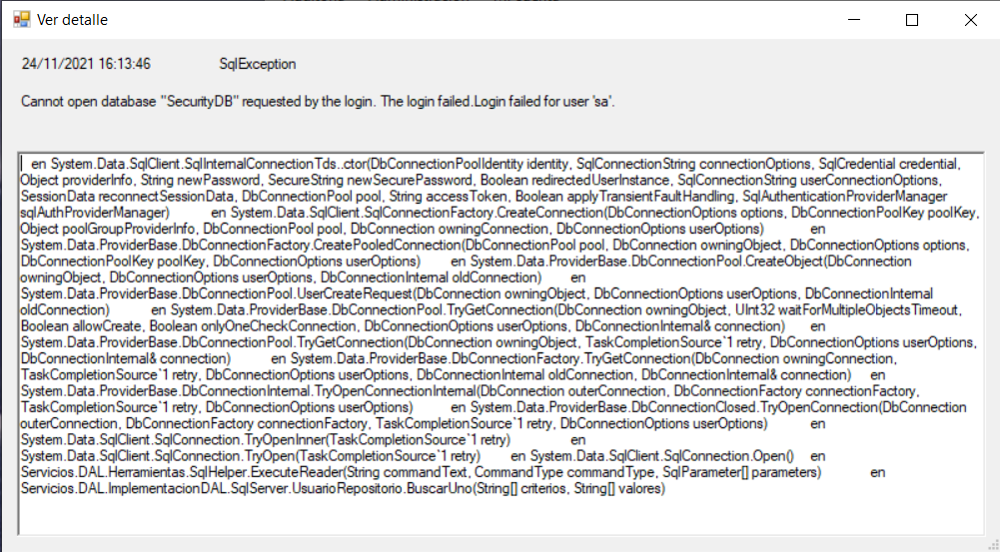 Ver detalle
24/11/2021 16:13:46 SqlException
Cannot open database "SecurityDB" requested by the login. The login failed.Login failed for user 'sa'.
en System.Data.SqlClient.SqlInternalConnectionTds..ctor(DbConnectionPoolIdentity identity, SqlConnectionString connectionOptions, SqlCredential credential,
Object providerInfo, String newPassword, SecureString newSecurePassword, Boolean redirectedUserInstance, SqlConnectionString userConnectionOptions,
SessionData reconnectSessionData, DbConnectionPool pool, String accessToken, Boolean applyTransientFaultHandling, SqlAuthenticationProviderManager
sqlAuthProviderManager) en System.Data.SqlClient.SqlConnectionFactory.CreateConnection(DbConnectionOptions options, DbConnectionPoolKey poolKey,
Object poolGroupProviderInfo, DbConnectionPool pool, DbConnection owningConnection, DbConnectionOptions userOptions) en
System.Data.ProviderBase.DbConnectionFactory.CreatePooledConnection(DbConnectionPool pool, DbConnection owningObject, DbConnectionOptions options,
DbConnectionPoolKey poolKey, DbConnectionOptions userOptions) en System.Data.ProviderBase.DbConnectionPool.CreateObject(DbConnection
owningObject, DbConnectionOptions userOptions, DbConnectionInternal oldConnection) en
System.Data.ProviderBase.DbConnectionPool.UserCreateRequest(DbConnection owningObject, DbConnectionOptions userOptions, DbConnectionInternal
oldConnection) en System.Data.ProviderBase.DbConnectionPool.TryGetConnection(DbConnection owningObject, UInt32 waitForMultipleObjectsTimeout,
Boolean allowCreate, Boolean onlyOneCheckConnection, DbConnectionOptions userOptions, DbConnectionInternal& connection) en
System.Data.ProviderBase.DbConnectionPool.TryGetConnection(DbConnection owningObject, TaskCompletionSource`1 retry, DbConnectionOptions userOptions,
DbConnectionInternal& connection) en System.Data.ProviderBase.DbConnectionFactory.TryGetConnection(DbConnection owningConnection,
TaskCompletionSource`1 retry, DbConnectionOptions userOptions, DbConnectionInternal oldConnection, DbConnectionInternal& connection) en
System.Data.ProviderBase.DbConnectionInternal.TryOpenConnectionInternal(DbConnection outerConnection, DbConnectionFactory connectionFactory,
TaskCompletionSource`1 retry, DbConnectionOptions userOptions) en System.Data.ProviderBase.DbConnectionClosed.TryOpenConnection(DbConnection
outerConnection, DbConnectionFactory connectionFactory, TaskCompletionSource`1 retry, DbConnectionOptions userOptions) en
System.Data.SqlClient.SqlConnection.TryOpenInner(TaskCompletionSource`1 retry) en
System.Data.SqlClient.SqlConnection.TryOpen(TaskCompletionSource`1 retry) en System.Data.SqlClient.SqlConnection.Open() en
Servicios.DAL.Herramientas.SqlHelper.ExecuteReader(String commandText, CommandType commandType, SqlParameter[] parameters) en
Servicios.DAL.ImplementacionDAL.SqlServer.UsuarioRepositorio.BuscarUno(String[] criterios, String[] valores)